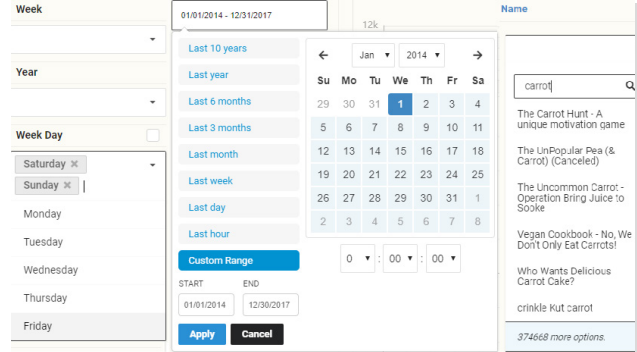 Week
Year
Week Day
Saturday ×
Sunday ×
Monday
Tuesday
Wednesday
Thursday
Friday
01/01/2014 - 12/31/2017
Last 10 years
Last year
Last 6 months
Last 3 months
Last month
Last week
Last day
Last hour
Custom Range
START END
01/01/2014 12/30/2017
Apply Cancel
12k
Jan 2014
Su Mo Tu We Th Fr Sa
29 30 31 1 2 3 4
5 6 7 8 9 10 11
12 13 14 15 16 17 18
19 20 21 22 23 24 25
26 27 28 29 30 31 1
2 3 4 5 6 7 8
0 : 00 : 00
Name
carrot
The Carrot Hunt - A
unique motivation game
The UnPopular Pea (&
Carrot) (Canceled)
The Uncommon Carrot -
Operation Bring Juice to
Sooke
Vegan Cookbook - No, We
Don't Only Eat Carrots!
Who Wants Delicious
Carrot Cake?
crinkle Kut carrot
374668 more options.